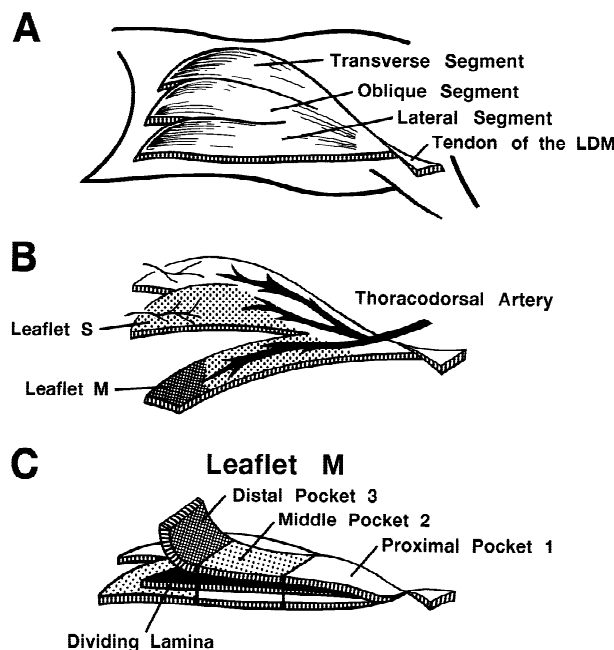 A
Transverse Segment
Oblique Segment
Lateral Segment
Tendon of the LDM
B
Thoracodorsal Artery
Leaflet S
Leaflet M
C
Leaflet M
Distal Pocket 3
Middle Pocket 2
Proximal Pocket 1
Dividing Lamina